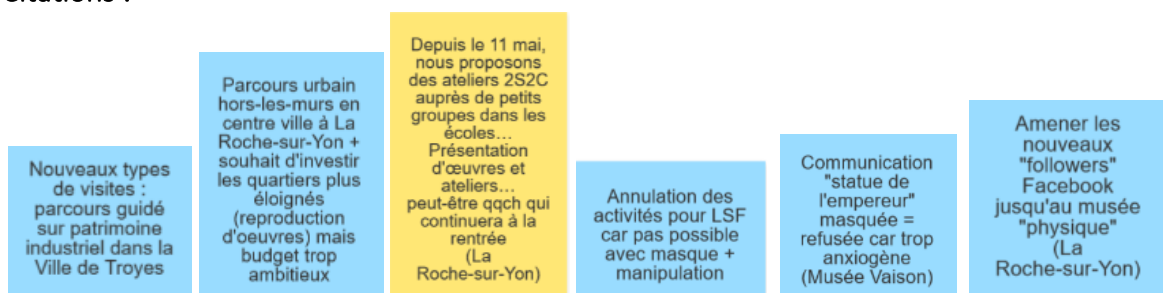 Citations :
Nouveaux types
de visites :
parcours guidé
sur patrimoine
industriel dans la
Ville de Troyes
Parcours urbain
hors-les-murs en
centre ville à La
Roche-sur-Yon +
souhait d'investir
les quartiers plus
éloignés
(reproduction
d'oeuvres) mais
budget trop
ambitieux
Depuis le 11 mai,
nous proposons
des ateliers 2S2C
auprès de petits
groupes dans les
écoles...
Présentation
d'œuvres et
ateliers...
peut-être qqch qui
continuera à la
rentrée
(La
Roche-sur-Yon)
Annulation des
activités pour LSF
car pas possible
avec masque +
manipulation
Communication
"statue de
l'empereur"
masquée =
refusée car trop
anxiogène
(Musée Vaison)
Amener les
nouveaux
"followers"
Facebook
jusqu'au musée
"physique"
(La
Roche-sur-Yon)